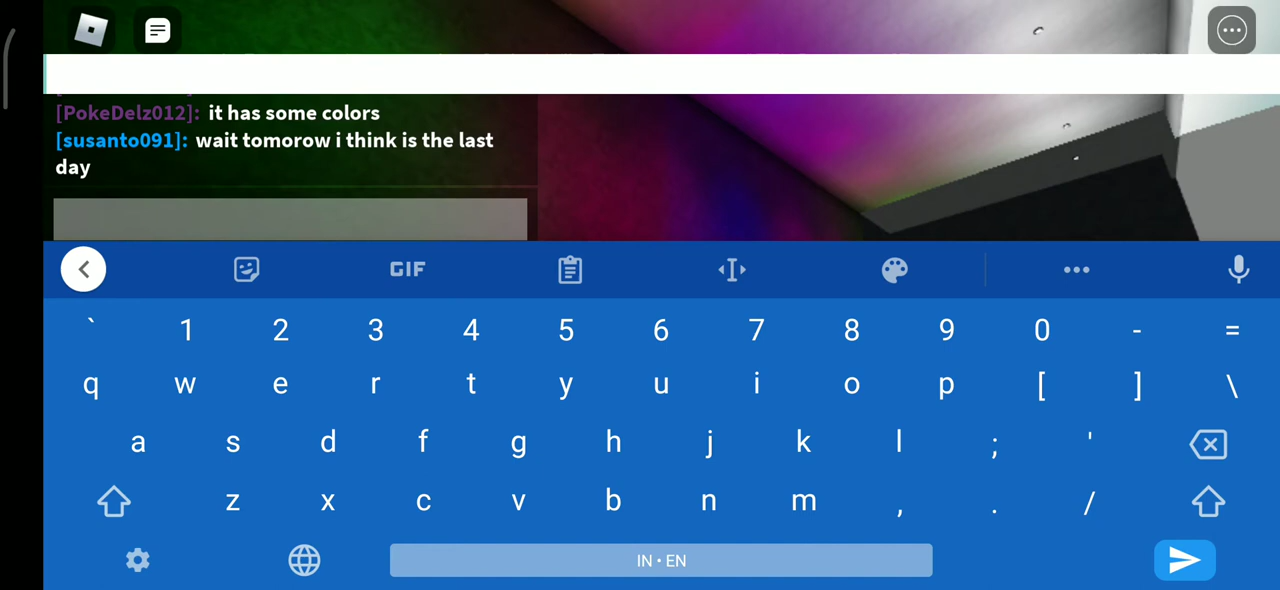 [PokeDelz012]: it has some colors
[susanto091]: wait tomorow i think is the last
day
GIF
` 1 2 3 4 5 6 7 8 9 0 - =
q w e r t y u i o p [ ] \
a s d f g h j k l ; '
z x c v b n m , . /
IN • EN